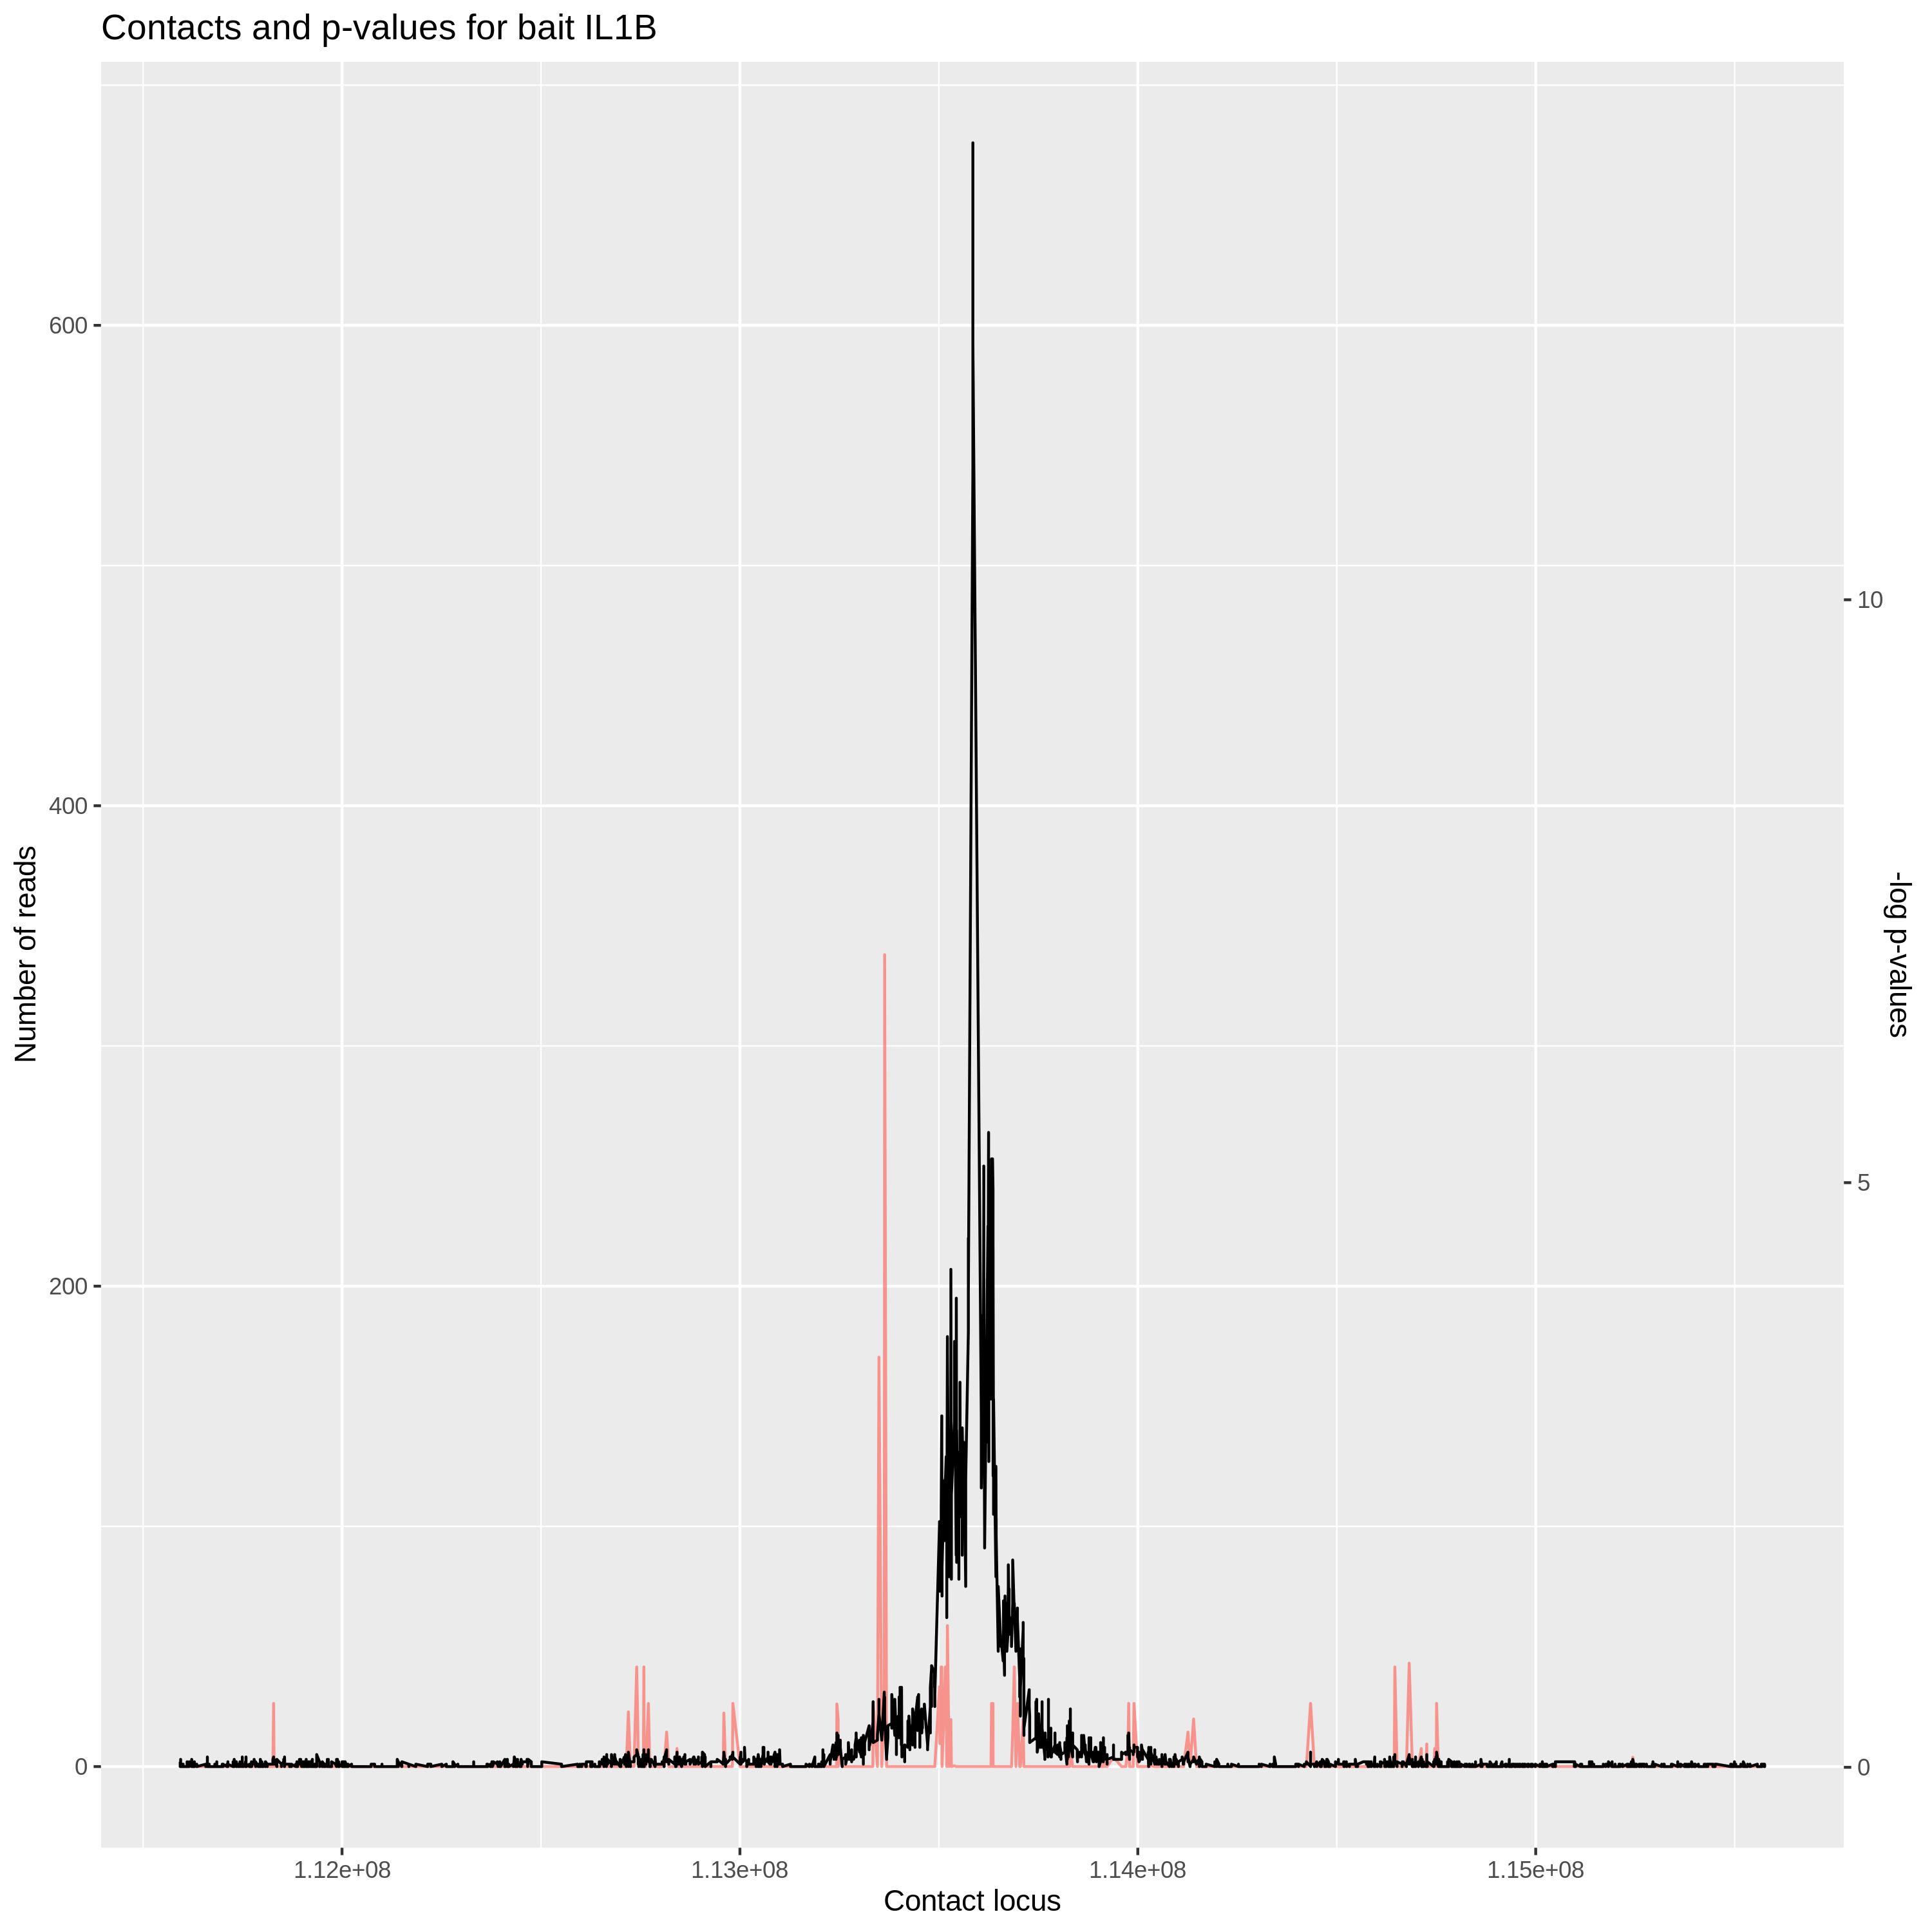 Contacts and p-values for bait IL1B
600
400
200
0
Number of reads
10
5
0
-log p-values
1.12e+08
1.13e+08
1.14e+08
1.15e+08
Contact locus